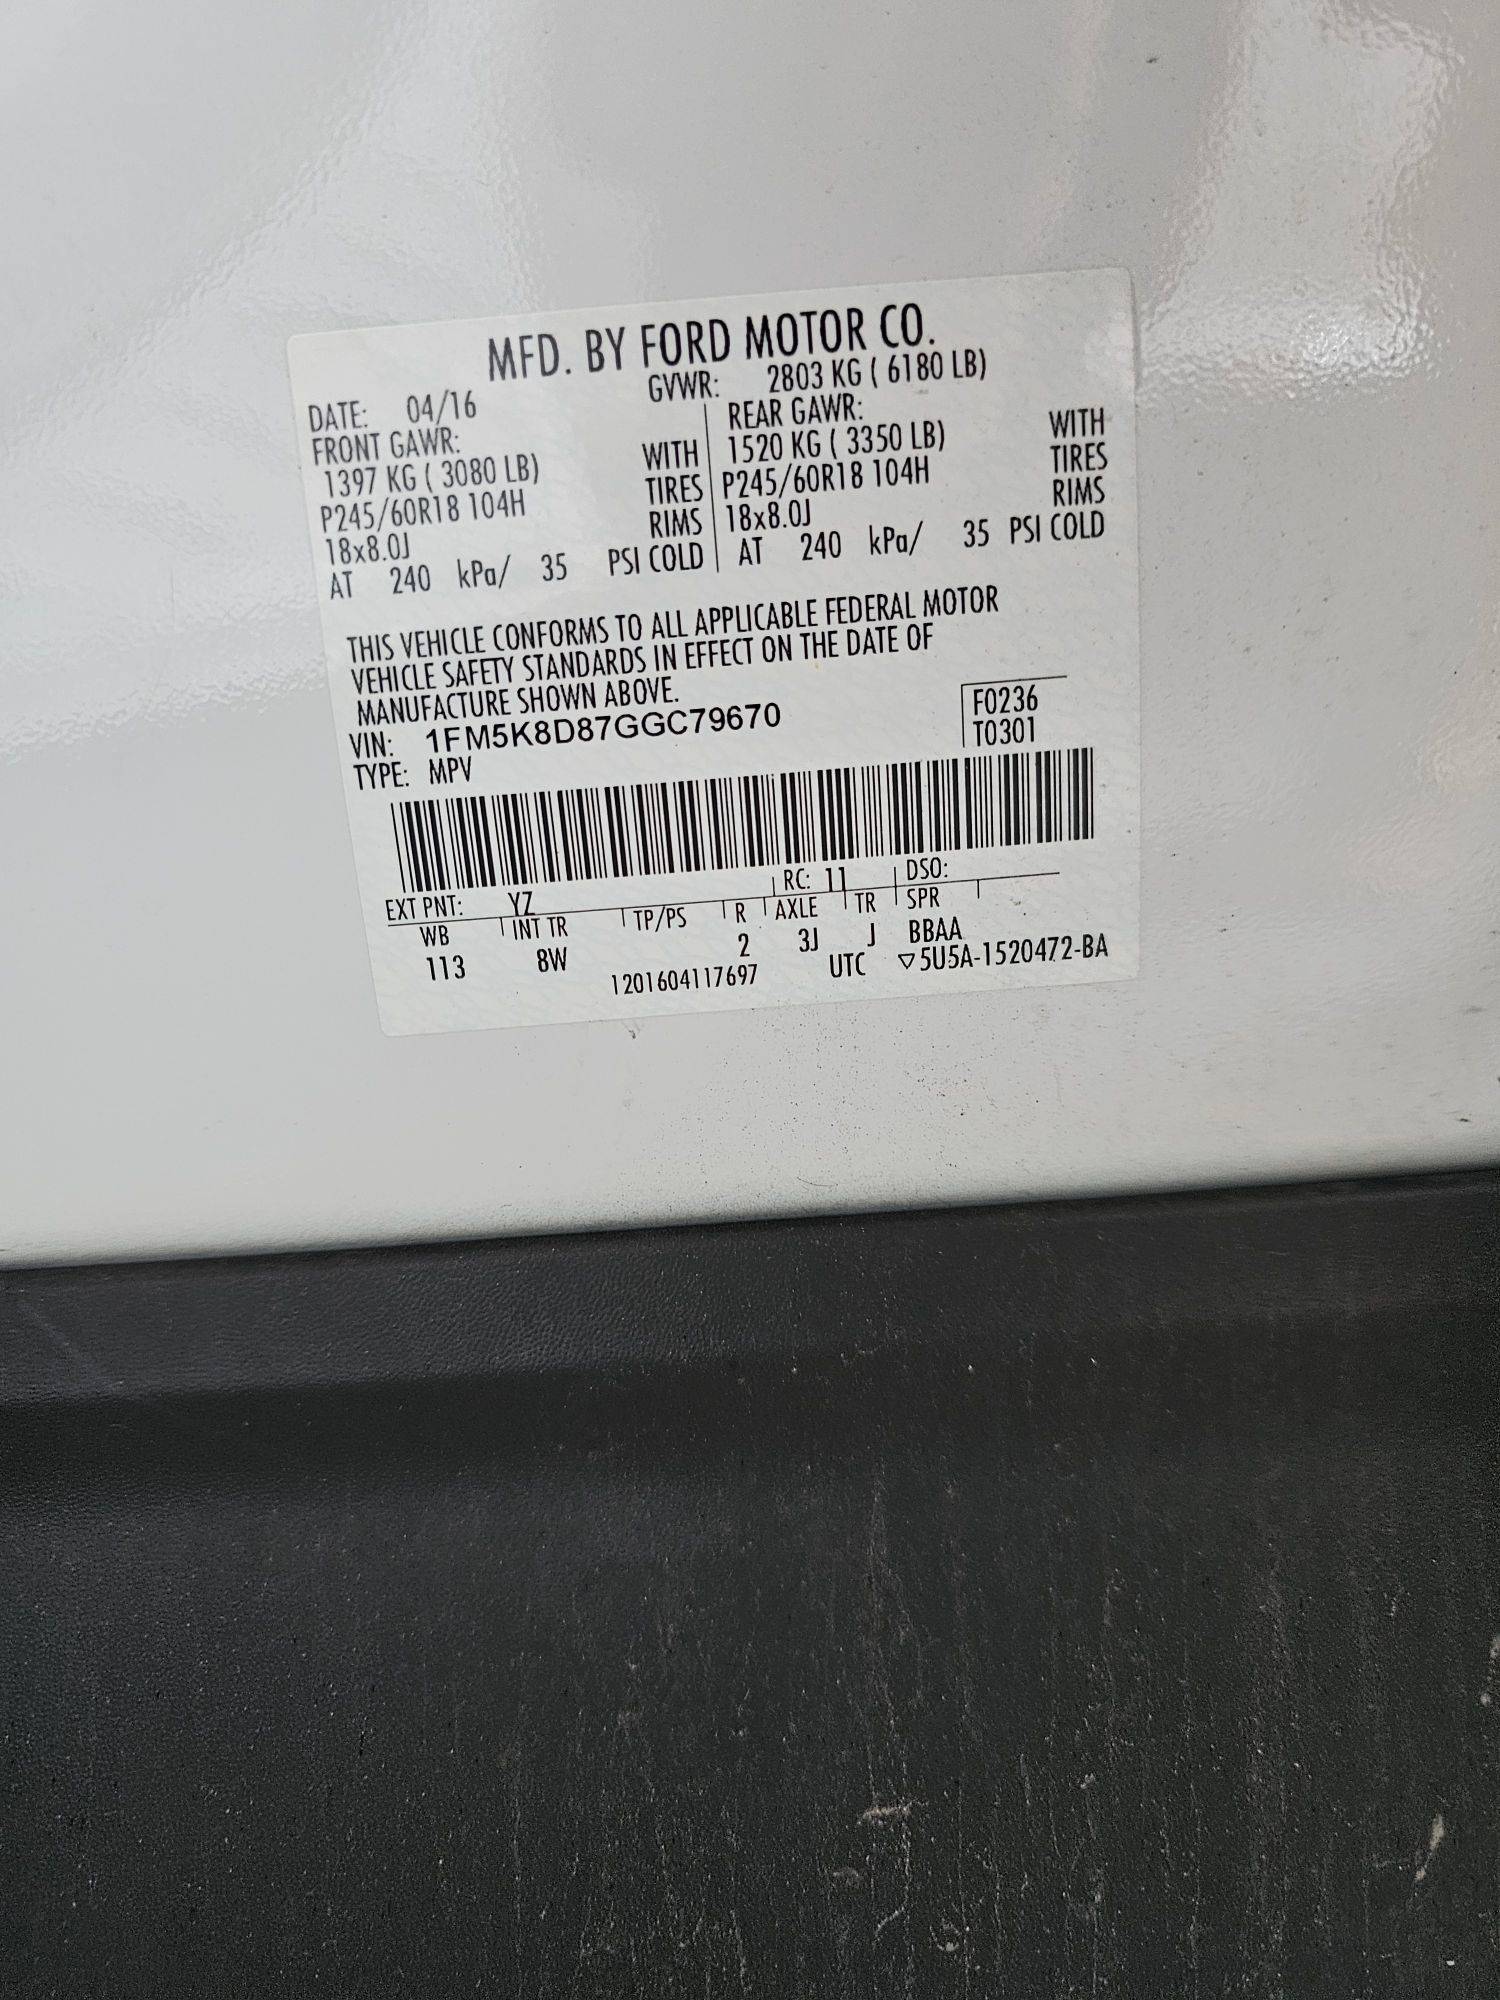 MFD. BY FORD MOTOR CO.
DATE: 04/16 GVWR: 2803 KG ( 6180 LB)
FRONT GAWR: REAR GAWR:
1397 KG ( 3080 LB) WITH 1520 KG ( 3350 LB) WITH
P245/60R18 104H TIRES P245/60R18 104H TIRES
18x8.0J RIMS 18x8.0J RIMS
AT 240 kPa/ 35 PSI COLD AT 240 kPa/ 35 PSI COLD
THIS VEHICLE CONFORMS TO ALL APPLICABLE FEDERAL MOTOR
VEHICLE SAFETY STANDARDS IN EFFECT ON THE DATE OF
MANUFACTURE SHOWN ABOVE.
VIN: 1FM5K8D87GGC79670 F0236
TYPE: MPV T0301
EXT PNT: YZ RC: 11 DSO:
WB INT TR TP/PS R AXLE TR SPR
113 8W 2 3J J BBAA
1201604117697 UTC ▽5U5A-1520472-BA